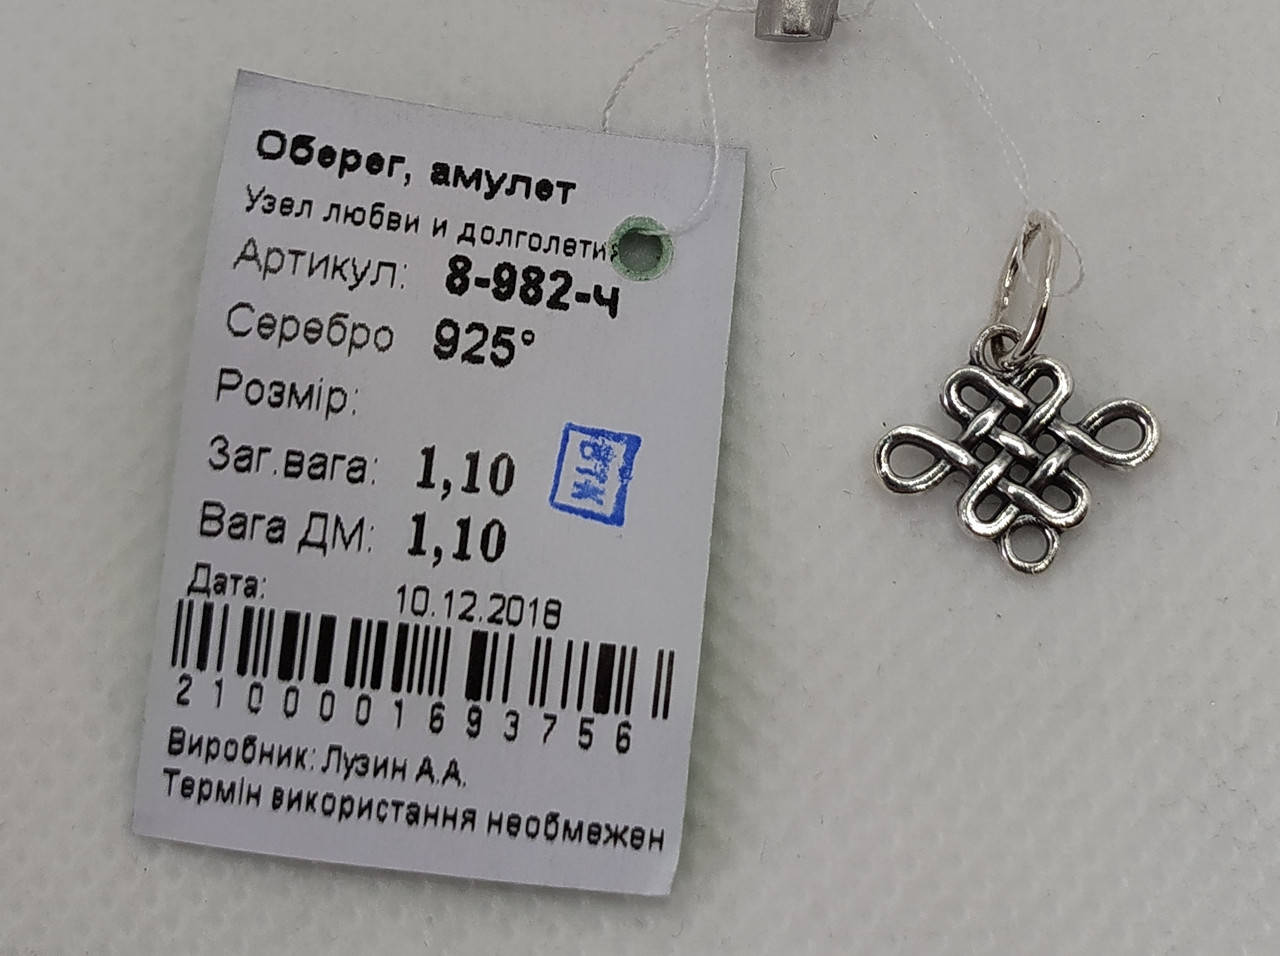 Оберег, амулет
Узел любви и долголетия
Артикул: 8-982-ч
Серебро 925°
Розмір:
Заг.вага: 1,10
Вага ДМ: 1,10
Дата: 10.12.2018
2100001693756
Виробник: Лузин А.А.
Термін використання необмежен